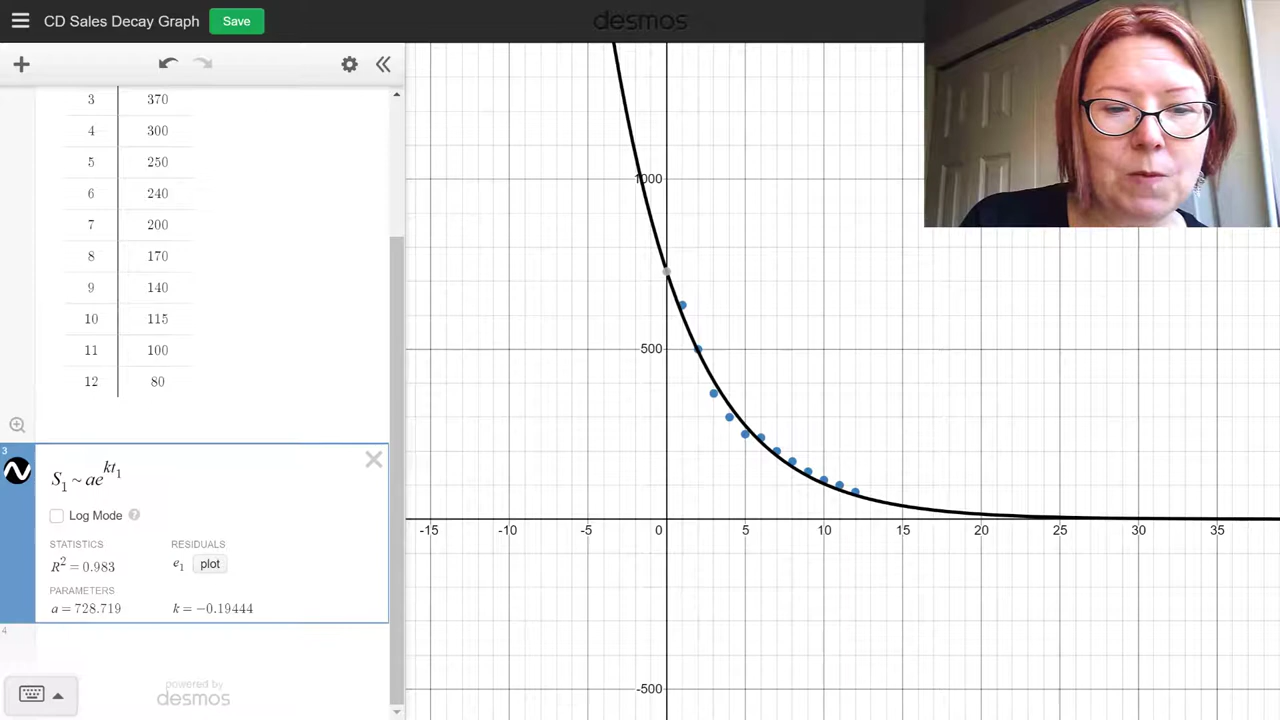 CD Sales Decay Graph
Save
desmos
3 370
4 300
5 250
6 240
7 200
8 170
9 140
10 115
11 100
12 80
3
S₁ ~ ae^{kt₁}
Log Mode ?
STATISTICS RESIDUALS
R² = 0.983 e₁ plot
PARAMETERS
a = 728.719 k = −0.19444
4
powered by
desmos
1000
500
-15 -10 -5 0 5 10 15 20 25 30 35
-500